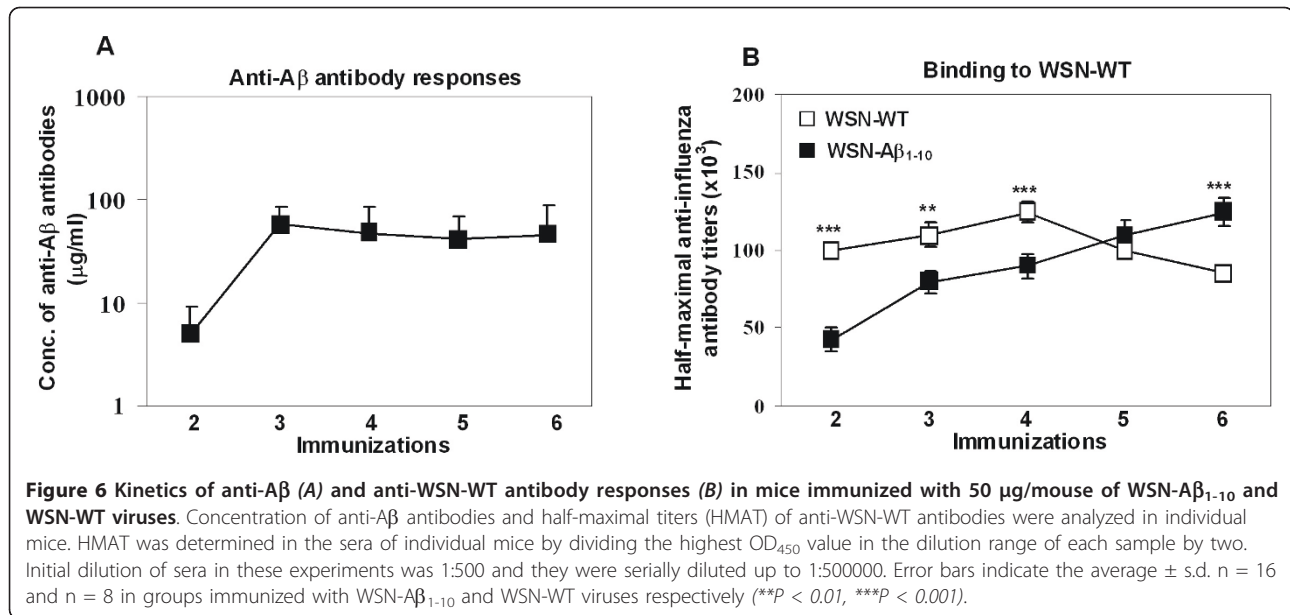 A
Anti-Aβ antibody responses
Conc. of anti-Aβ antibodies
(µg/ml)
1000
100
10
1
2 3 4 5 6
Immunizations
B
Binding to WSN-WT
Half-maximal anti-influenza
antibody titers (x10³)
200
150
100
50
0
WSN-WT
WSN-Aβ₁₋₁₀
*** ** *** ***
2 3 4 5 6
Immunizations
Figure 6 Kinetics of anti-Aβ (A) and anti-WSN-WT antibody responses (B) in mice immunized with 50 µg/mouse of WSN-Aβ₁₋₁₀ and
WSN-WT viruses. Concentration of anti-Aβ antibodies and half-maximal titers (HMAT) of anti-WSN-WT antibodies were analyzed in individual
mice. HMAT was determined in the sera of individual mice by dividing the highest OD₄₅₀ value in the dilution range of each sample by two.
Initial dilution of sera in these experiments was 1:500 and they were serially diluted up to 1:500000. Error bars indicate the average ± s.d. n = 16
and n = 8 in groups immunized with WSN-Aβ₁₋₁₀ and WSN-WT viruses respectively (**P < 0.01, ***P < 0.001).